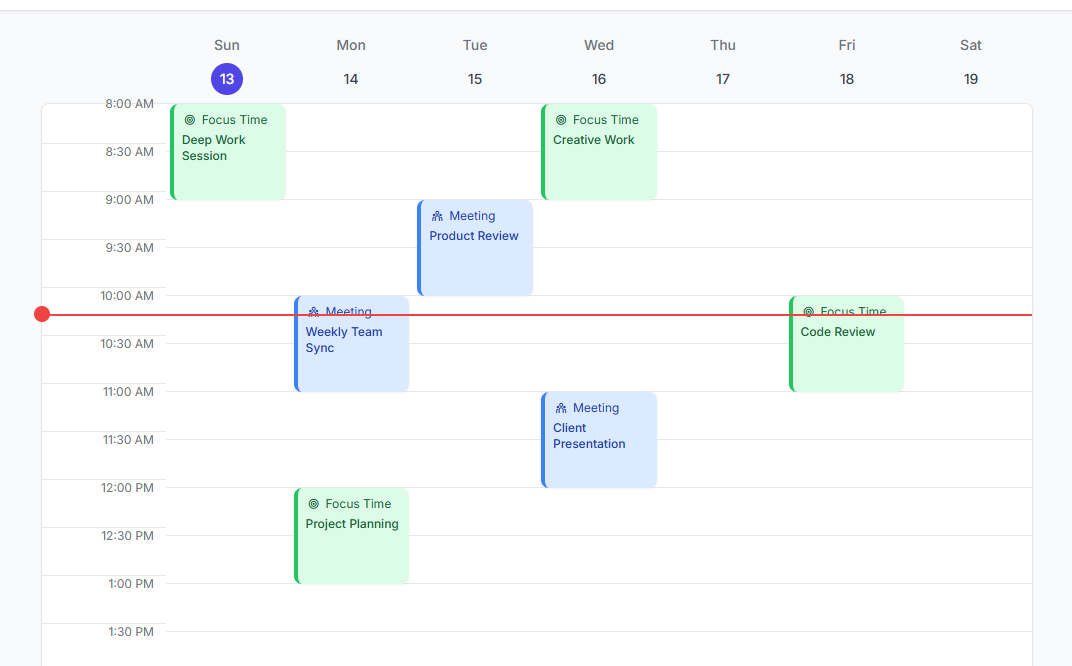 Sun Mon Tue Wed Thu Fri Sat
13 14 15 16 17 18 19
8:00 AM
Focus Time
Deep Work
Session
Focus Time
Creative Work
8:30 AM
9:00 AM
Meeting
Product Review
9:30 AM
10:00 AM
Meeting
Weekly Team
Sync
Focus Time
Code Review
10:30 AM
11:00 AM
Meeting
Client
Presentation
11:30 AM
12:00 PM
Focus Time
Project Planning
12:30 PM
1:00 PM
1:30 PM